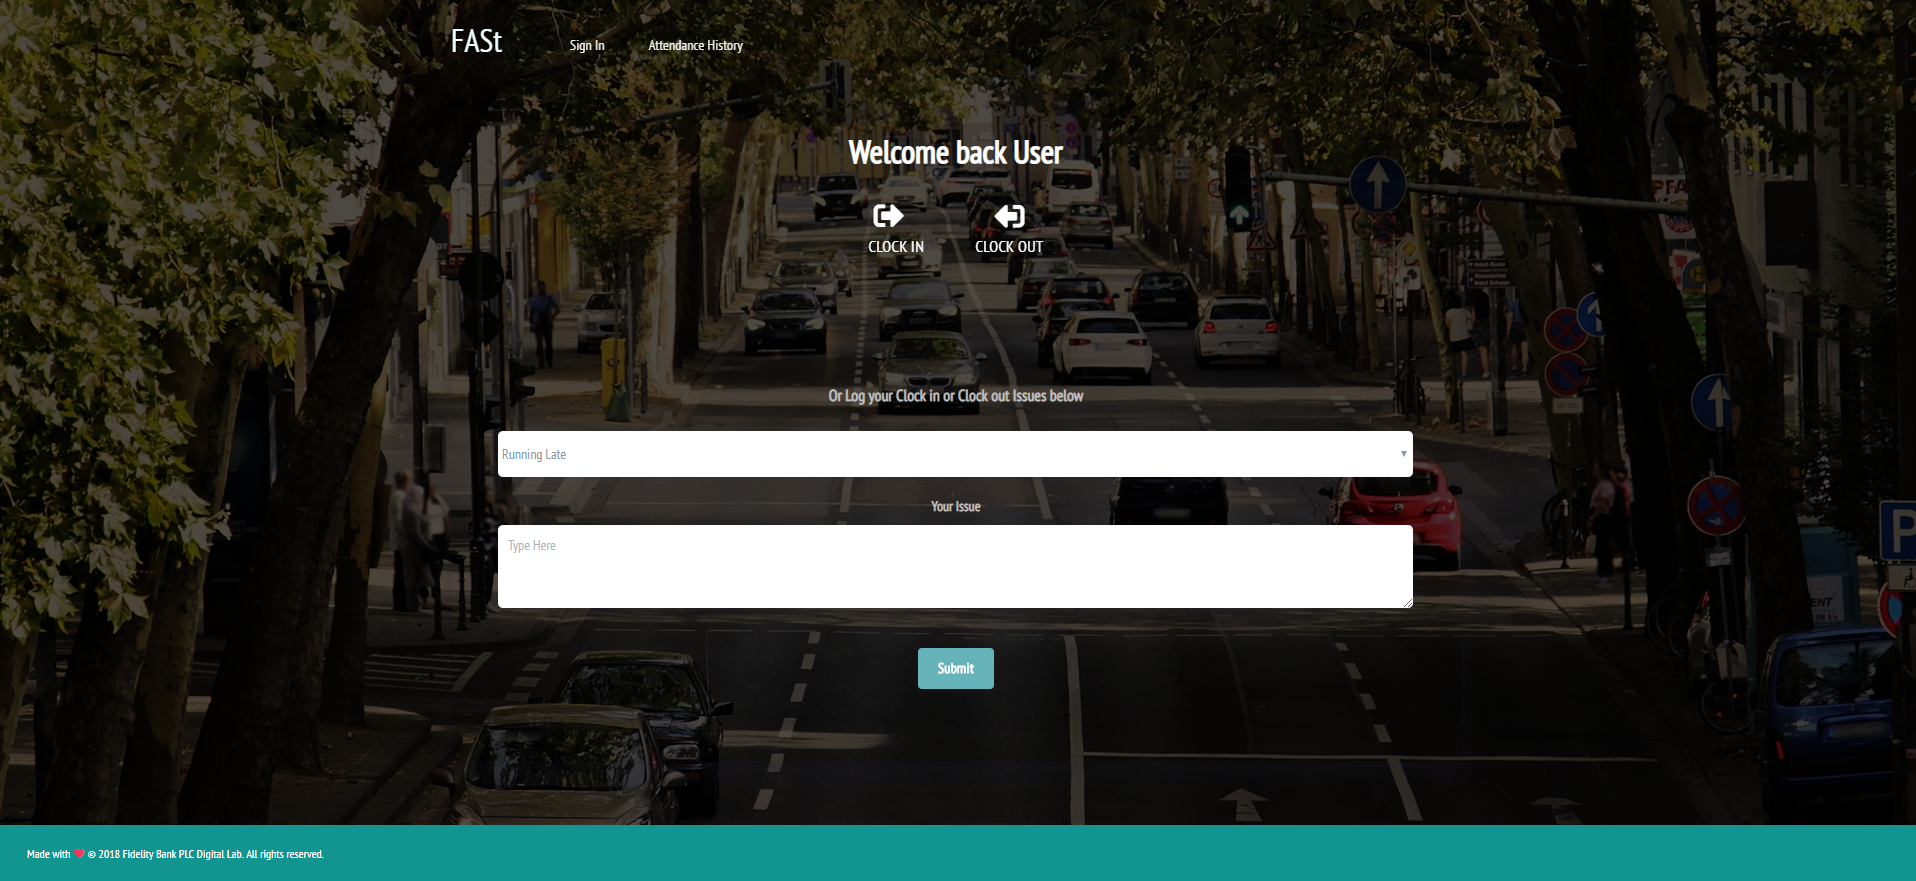 FASt
Sign In
Attendance History
Welcome back User
CLOCK IN
CLOCK OUT
Or Log your Clock in or Clock out Issues below
Running Late
Your Issue
Type Here
Submit
Made with ❤ © 2018 Fidelity Bank PLC Digital Lab. All rights reserved.